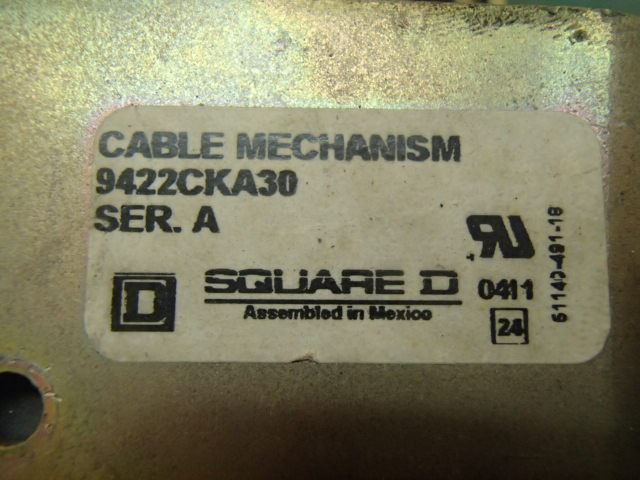 CABLE MECHANISM
9422CKA30
SER. A
D SQUARE D 0411
Assembled in Mexico
24
61140-491-18